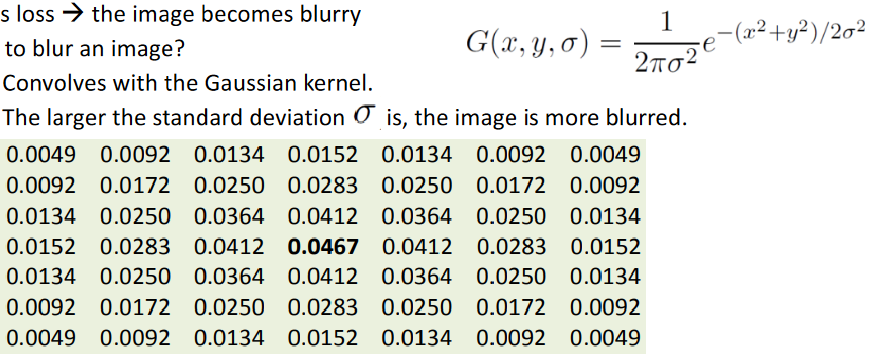 s loss → the image becomes blurry
to blur an image?
G(x, y, σ) = 1/2πσ² e^−(x²+y²)/2σ²
Convolves with the Gaussian kernel.
The larger the standard deviation σ is, the image is more blurred.
0.0049 0.0092 0.0134 0.0152 0.0134 0.0092 0.0049
0.0092 0.0172 0.0250 0.0283 0.0250 0.0172 0.0092
0.0134 0.0250 0.0364 0.0412 0.0364 0.0250 0.0134
0.0152 0.0283 0.0412 0.0467 0.0412 0.0283 0.0152
0.0134 0.0250 0.0364 0.0412 0.0364 0.0250 0.0134
0.0092 0.0172 0.0250 0.0283 0.0250 0.0172 0.0092
0.0049 0.0092 0.0134 0.0152 0.0134 0.0092 0.0049